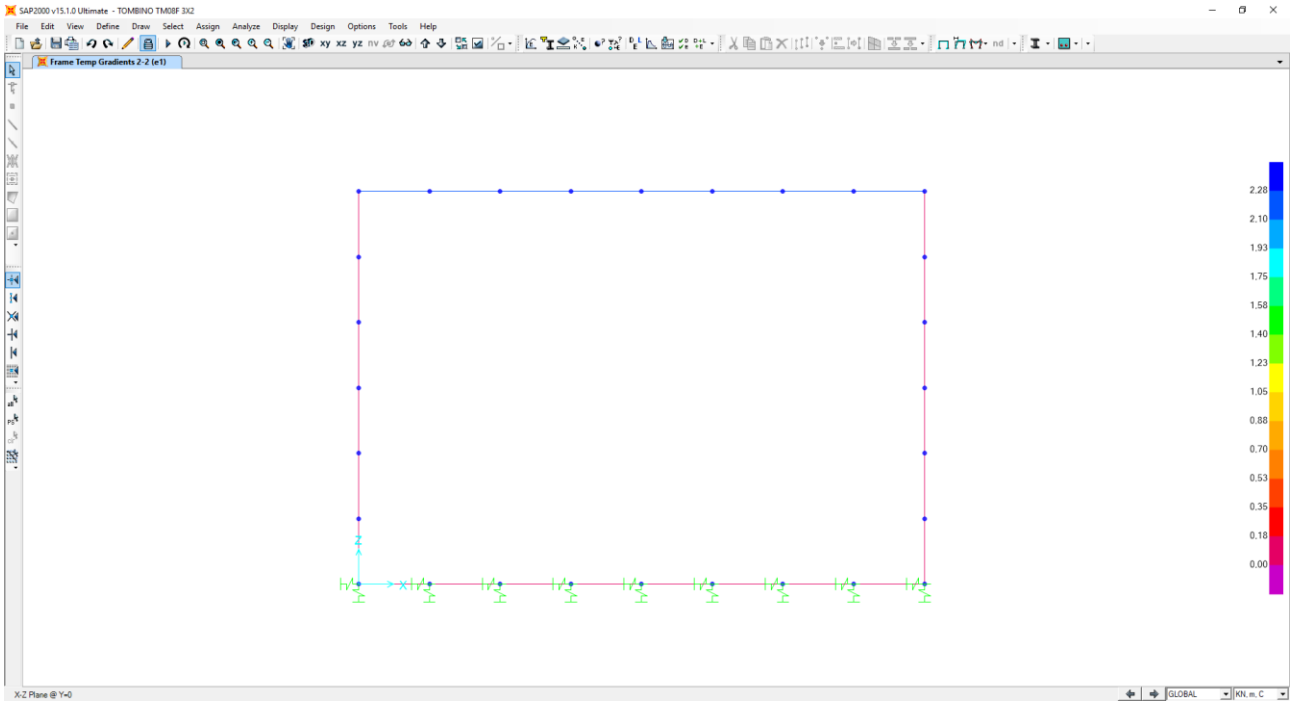 SAP2000 v15.1.0 Ultimate - TOMBINO TM08F 3X2
File Edit View Define Draw Select Assign Analyze Display Design Options Tools Help
xy xz yz nv nd
Frame Temp Gradients 2-2 (e1)
2.28
2.10
1.93
1.75
1.58
1.40
1.23
1.05
0.88
0.70
0.53
0.35
0.18
0.00
all
PS
clr
Z
X
X-Z Plane @ Y=0
GLOBAL
KN, m, C